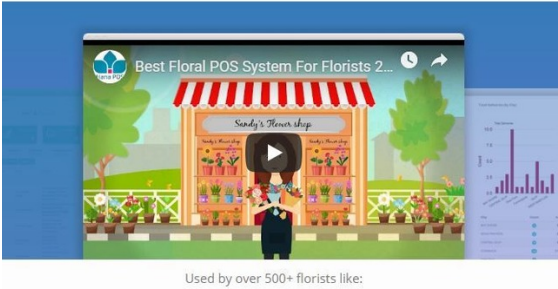 Best Floral POS System For Florists 2...
Sandy's Flower shop
Used by over 500+ florists like: